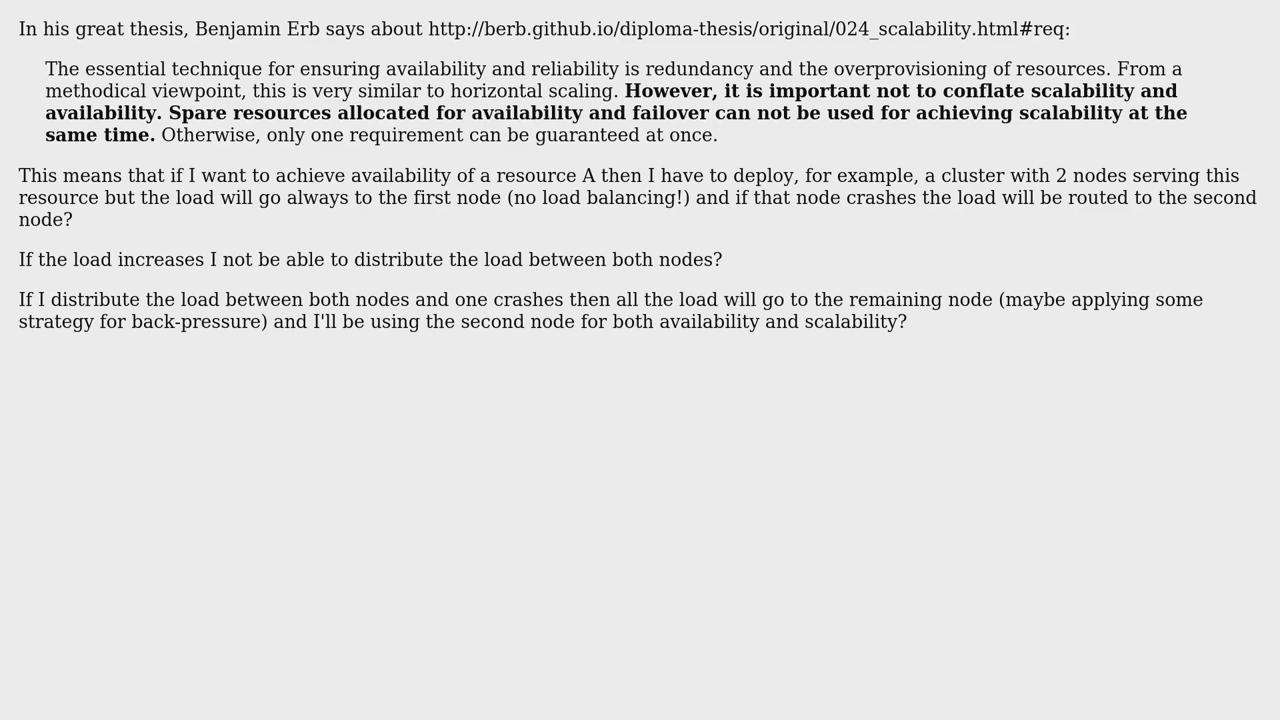 In his great thesis, Benjamin Erb says about http://berb.github.io/diploma-thesis/original/024_scalability.html#req:
The essential technique for ensuring availability and reliability is redundancy and the overprovisioning of resources. From a
methodical viewpoint, this is very similar to horizontal scaling. However, it is important not to conflate scalability and
availability. Spare resources allocated for availability and failover can not be used for achieving scalability at the
same time. Otherwise, only one requirement can be guaranteed at once.
This means that if I want to achieve availability of a resource A then I have to deploy, for example, a cluster with 2 nodes serving this
resource but the load will go always to the first node (no load balancing!) and if that node crashes the load will be routed to the second
node?
If the load increases I not be able to distribute the load between both nodes?
If I distribute the load between both nodes and one crashes then all the load will go to the remaining node (maybe applying some
strategy for back-pressure) and I'll be using the second node for both availability and scalability?